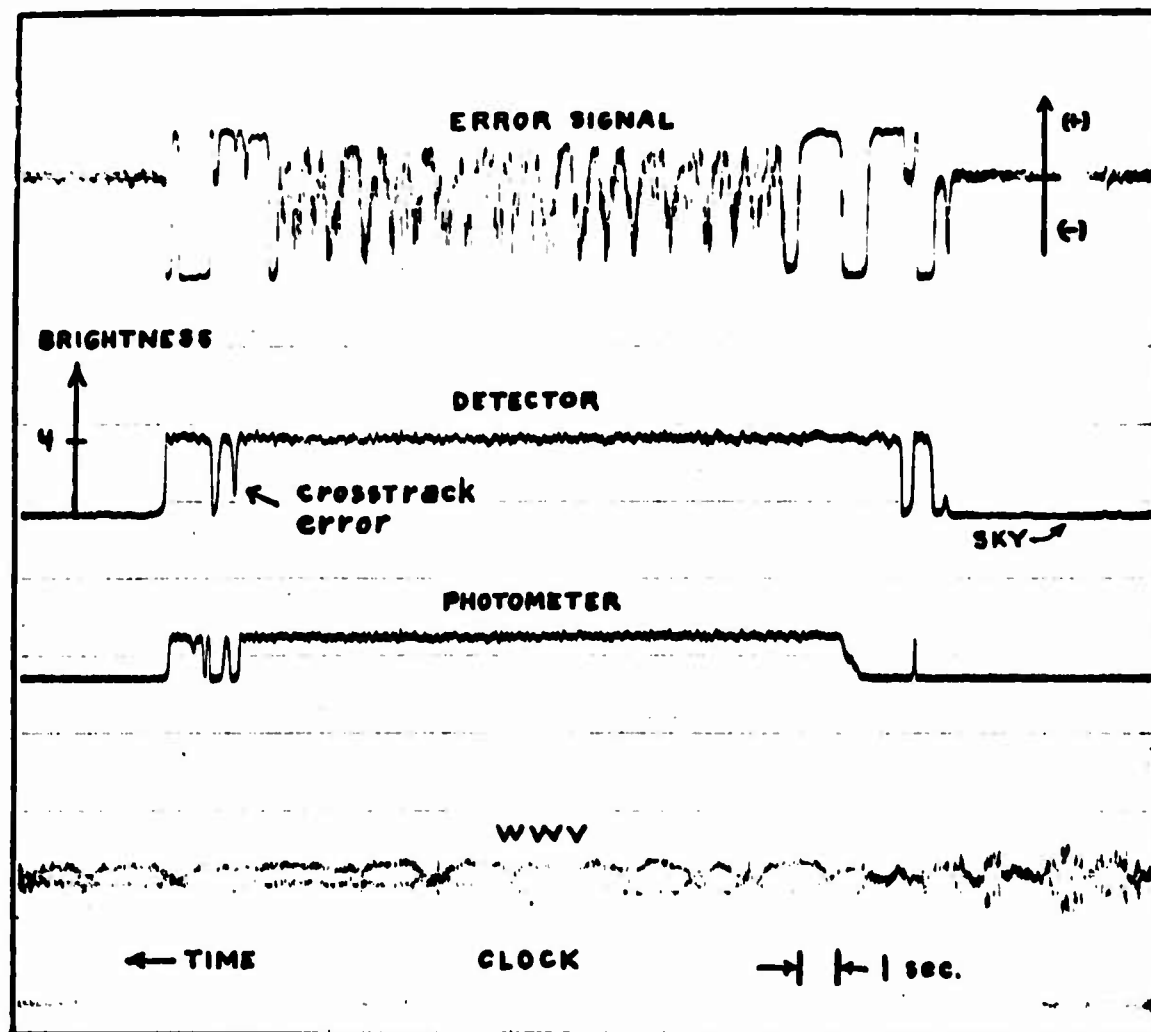 ERROR SIGNAL
(+)
(-)
BRIGHTNESS
4
DETECTOR
crosstrack
error
SKY
PHOTOMETER
WWV
TIME
CLOCK
1 sec.